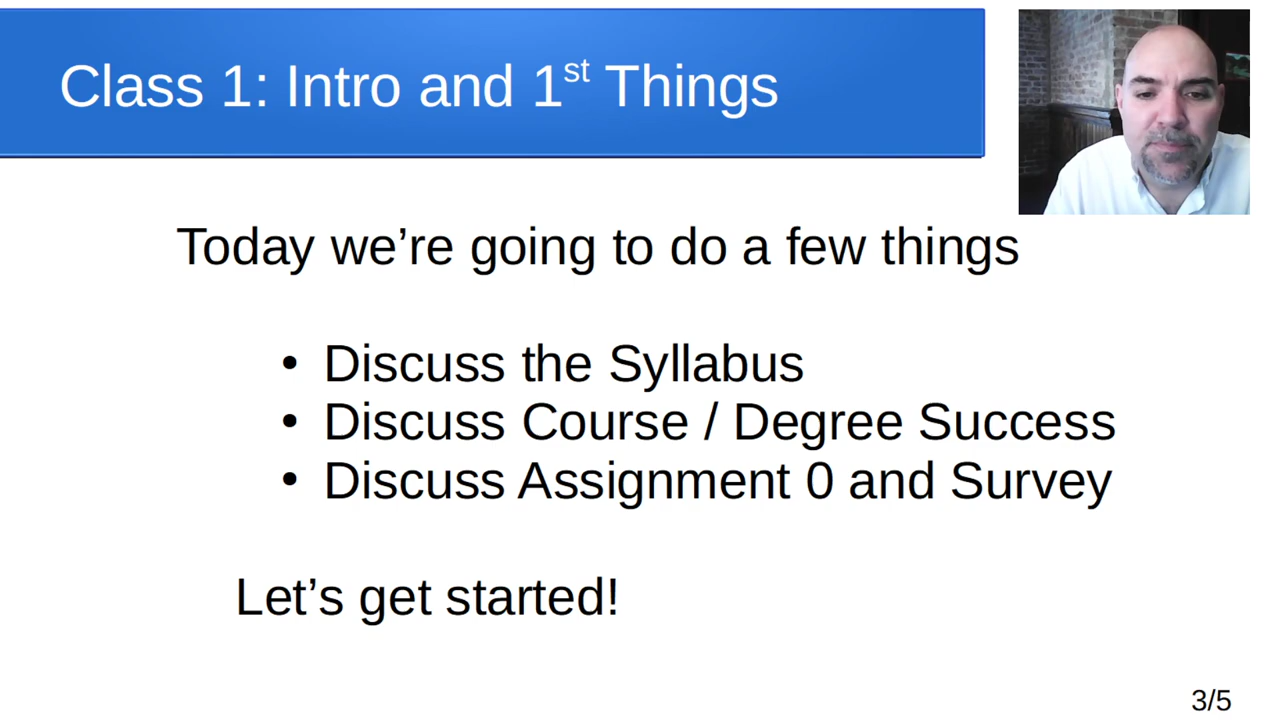 Class 1: Intro and 1st Things
Today we’re going to do a few things
• Discuss the Syllabus
• Discuss Course / Degree Success
• Discuss Assignment 0 and Survey
Let’s get started!
3/5